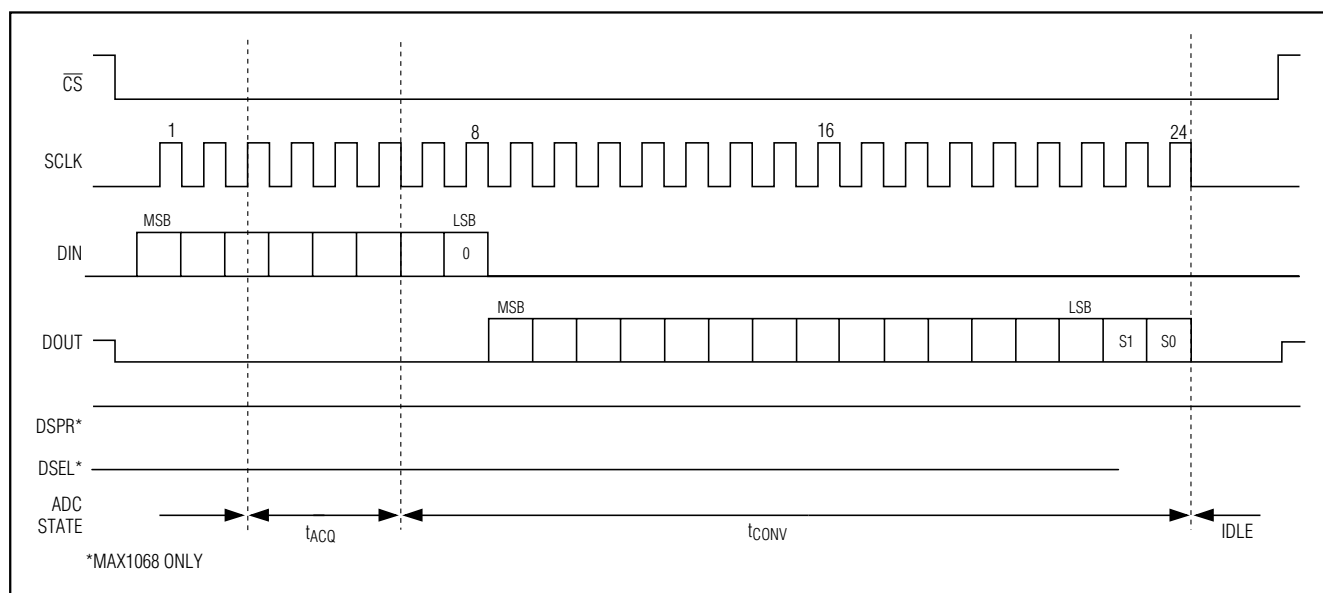 CS
1 8 16 24
SCLK
MSB LSB
DIN
0
MSB LSB
DOUT
S1 S0
DSPR*
DSEL*
ADC
STATE
tACQ tCONV IDLE
*MAX1068 ONLY